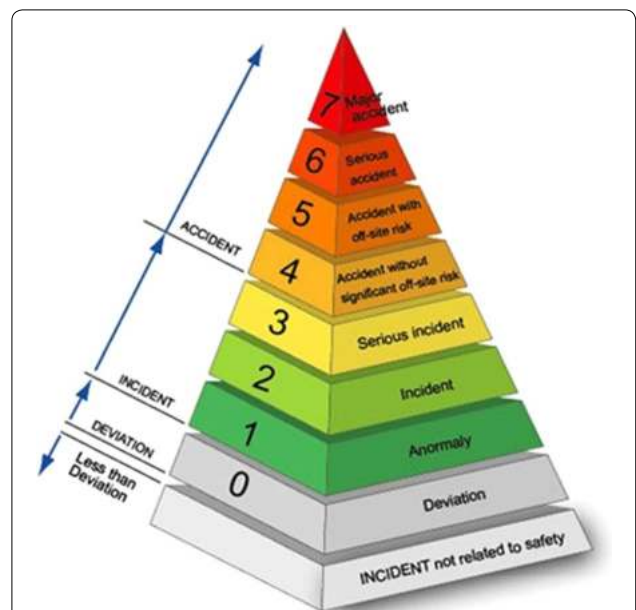 7 Major
accident
6 Serious
accident
5 Accident with
off-site risk
ACCIDENT
4 Accident without
significant off-site risk
3 Serious incident
2 Incident
INCIDENT
1 Anormaly
DEVIATION
0 Deviation
Less than
Deviation
INCIDENT not related to safety